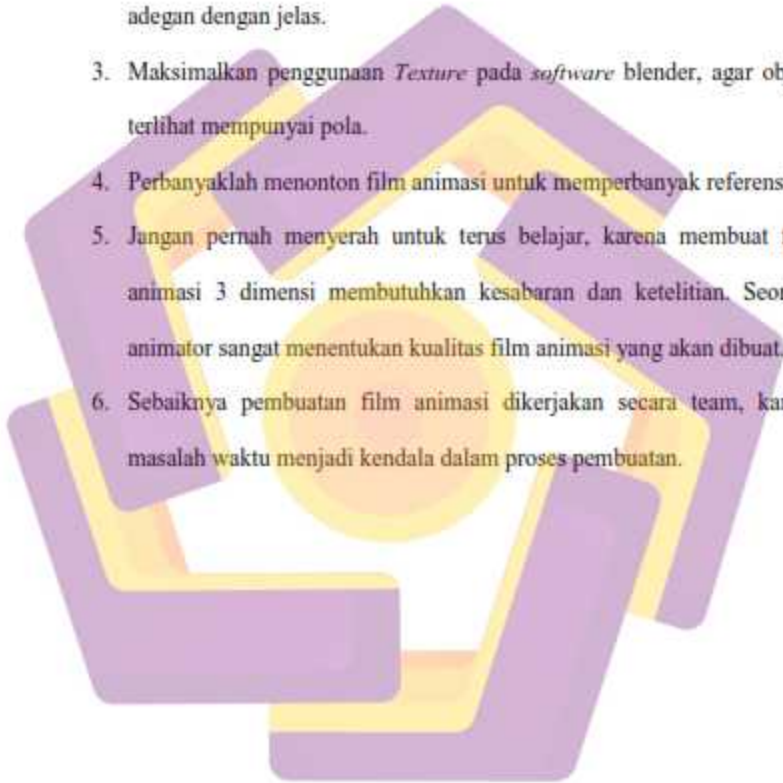 adegan dengan jelas.
3. Maksimalkan penggunaan Texture pada software blender, agar ob
terlihat mempunyai pola.
4. Perbanyaklah menonton film animasi untuk memperbanyak referens
5. Jangan pernah menyerah untuk terus belajar, karena membuat
animasi 3 dimensi membutuhkan kesabaran dan ketelitian. Seor
animator sangat menentukan kualitas film animasi yang akan dibuat.
6. Sebaiknya pembuatan film animasi dikerjakan secara team, kar
masalah waktu menjadi kendala dalam proses pembuatan.